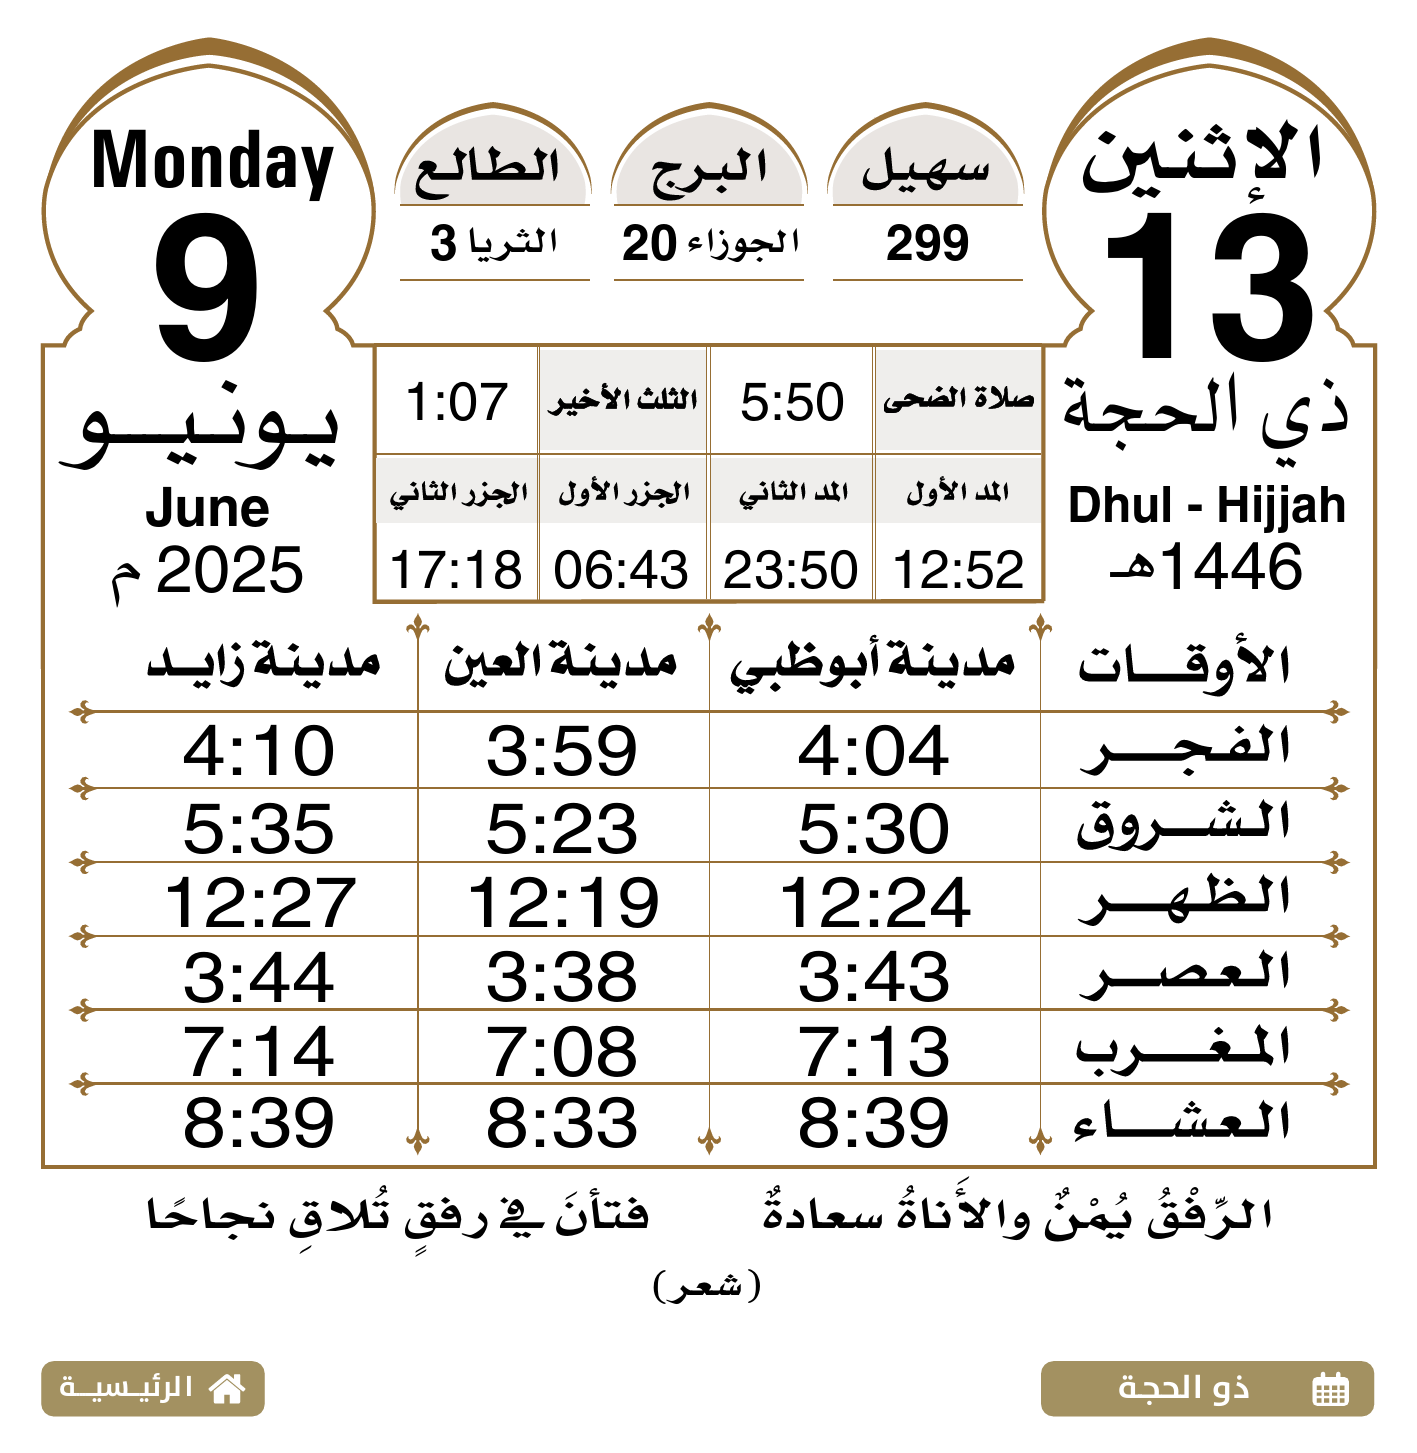 الإثنين
13
ذي الحجة
Dhul - Hijjah
1446هـ
سهيل
299
البرج
الجوزاء 20
الطالع
الثريا 3
Monday
9
يونيو
June
2025 م
صلاة الضحى 5:50 الثلث الأخير 1:07
المد الأول المد الثاني الجزر الأول الجزر الثاني
12:52 23:50 06:43 17:18
الأوقات مدينة أبوظبي مدينة العين مدينة زايد
الفجر 4:04 3:59 4:10
الشروق 5:30 5:23 5:35
الظهر 12:24 12:19 12:27
العصر 3:43 3:38 3:44
المغرب 7:13 7:08 7:14
العشاء 8:39 8:33 8:39
الرِّفْقُ يُمْنٌ والأَناةُ سعادةٌ فتأنَ في رفقٍ تُلاقِ نجاحًا
(شعر)
ذو الحجة
الرئيسية